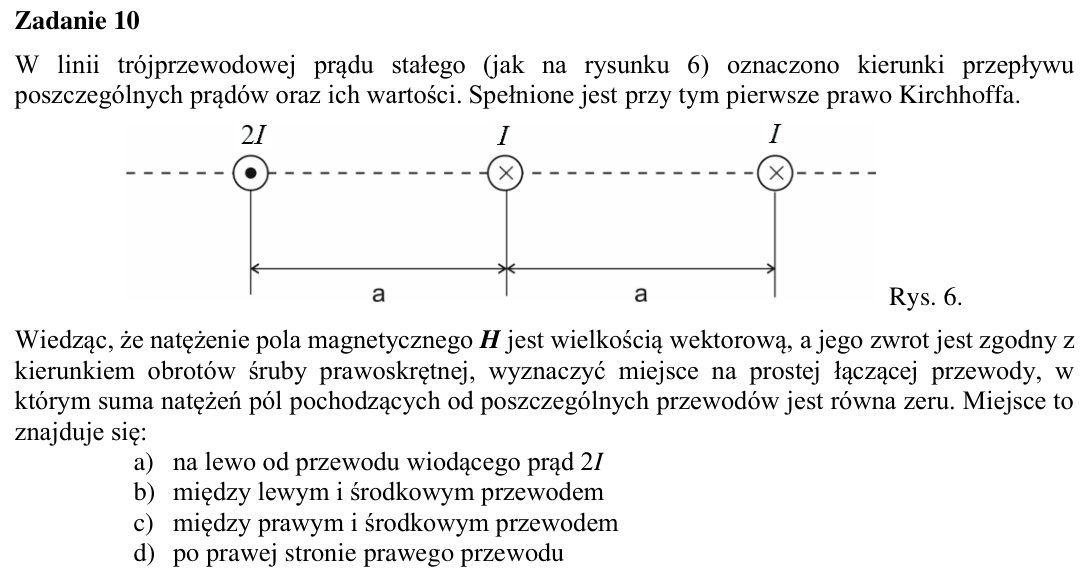 Zadanie 10
W linii trójprzewodowej prądu stałego (jak na rysunku 6) oznaczono kierunki przepływu
poszczególnych prądów oraz ich wartości. Spełnione jest przy tym pierwsze prawo Kirchhoffa.
2I I I
a a
Rys. 6.
Wiedząc, że natężenie pola magnetycznego H jest wielkością wektorową, a jego zwrot jest zgodny z
kierunkiem obrotów śruby prawoskrętnej, wyznaczyć miejsce na prostej łączącej przewody, w
którym suma natężeń pól pochodzących od poszczególnych przewodów jest równa zeru. Miejsce to
znajduje się:
a) na lewo od przewodu wiodącego prąd 2I
b) między lewym i środkowym przewodem
c) między prawym i środkowym przewodem
d) po prawej stronie prawego przewodu